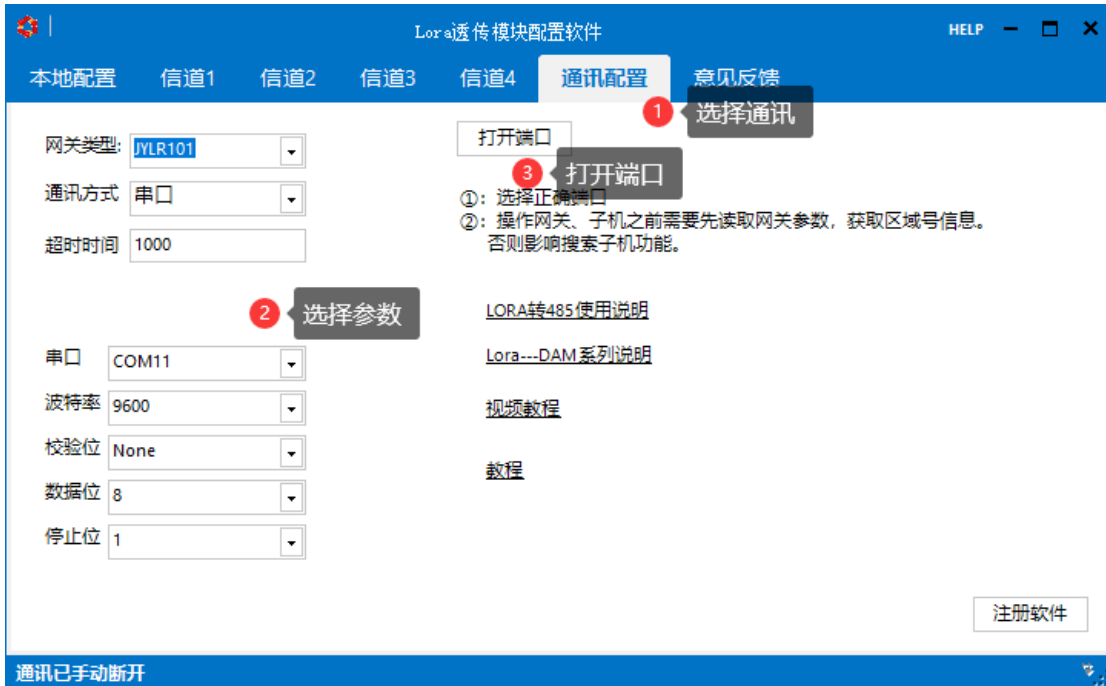 Lora透传模块配置软件
HELP
本地配置 信道1 信道2 信道3 信道4 通讯配置 意见反馈
1 选择通讯
网关类型: JYLR101
打开端口
3 打开端口
通讯方式 串口
①：选择正确端口
②：操作网关、子机之前需要先读取网关参数，获取区域号信息。
否则影响搜索子机功能。
超时时间 1000
2 选择参数
LORA转485使用说明
串口 COM11
Lora---DAM系列说明
波特率 9600
视频教程
校验位 None
教程
数据位 8
停止位 1
注册软件
通讯已手动断开